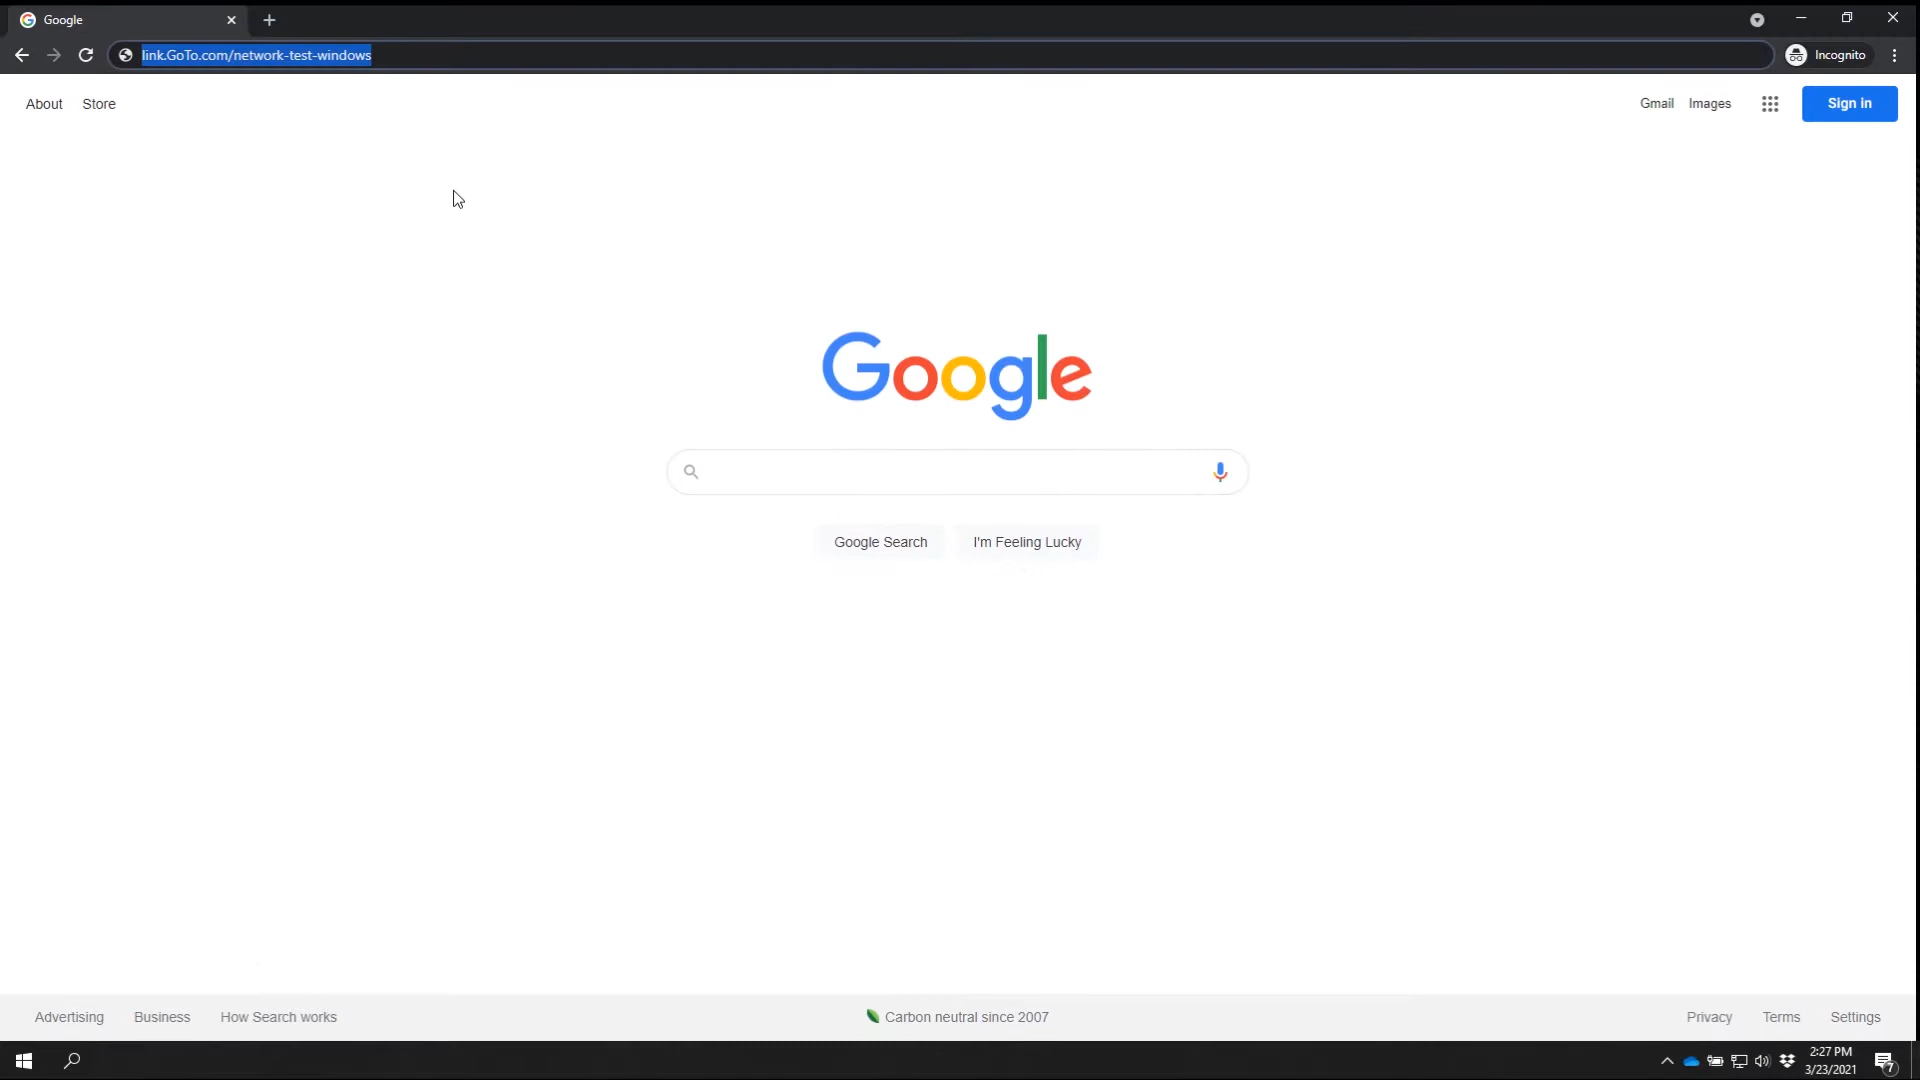 Google
link.GoTo.com/network-test-windows
Incognito
About Store
Gmail Images Sign in
Google
Google Search I'm Feeling Lucky
Advertising Business How Search works
Carbon neutral since 2007
Privacy Terms Settings
2:27 PM
3/23/2021
7